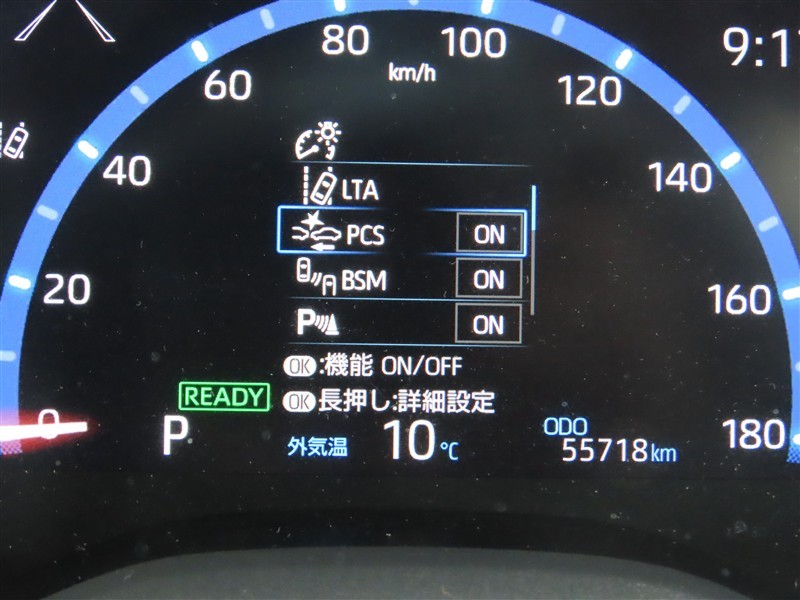 80
100
9:1
km/h
60
120
40
140
LTA
PCS ON
BSM ON
20
160
P ON
OK:機能 ON/OFF
READY
OK長押し:詳細設定
0
P
外気温 10℃
ODO
55718km
180